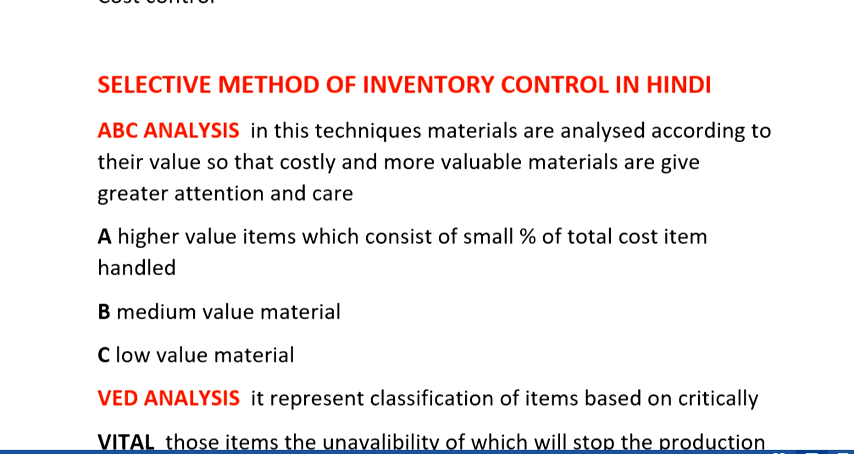 Cost control
SELECTIVE METHOD OF INVENTORY CONTROL IN HINDI
ABC ANALYSIS in this techniques materials are analysed according to
their value so that costly and more valuable materials are give
greater attention and care
A higher value items which consist of small % of total cost item
handled
B medium value material
C low value material
VED ANALYSIS it represent classification of items based on critically
VITAL those items the unavalibility of which will stop the production